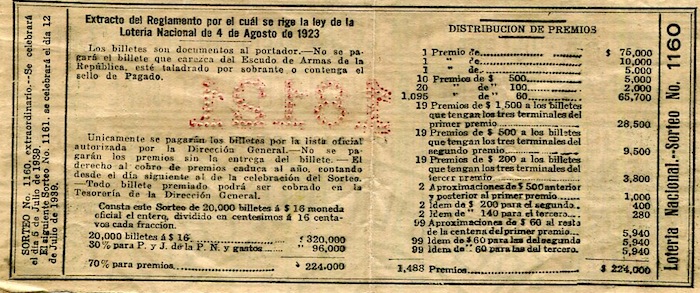 SORTEO No. 1160, extraordinario.—Se celebrará
el día 5 de Julio de 1939.
El siguiente Sorteo No. 1161. se celebrará el día 12
de Julio de 1939.
Extracto del Reglamento por el cuál se rige la ley de la
Lotería Nacional de 4 de Agosto de 1923
Los billetes son documentos al portador.—No se pa-
gará el billete que carezca del Escudo de Armas de la
República, esté taladrado por sobrante o contenga el
sello de Pagado.
Unicamente se pagarán los billetes por la lista oficial
autorizada por la Dirección General.—No se pa-
garán los premios sin la entrega del billete.—El
derecho al cobro de premios caduca al año, contando
desde el día siguiente al de la celebración del Sorteo.
—Todo billete premiado podrá ser cobrado en la
Tesorería de la Dirección General.
Consta este Sorteo de 20,000 billetes á $ 16 moneda
oficial el entero, dividido en centésimos á 16 centa-
vos cada fraccion.
20,000 billetes á $ 16. $ 320,000
30% para P. y J. de la P. N. y gastos " 96,000
70% para premios " 224.000
DISTRIBUCION DE PREMIOS
1 Premio de $ 75,000
1 " de 10,000
1 " de 5.000
10 Premios de $ 500 5,000
20 " de " 100 2,000
1.095 " de " 60 65,700
19 Premios de $ 1,500 a los billetes
que tengan los tres terminales del
primer premio 28,500
19 Premios de $ 500 a los billetes
que tengan los tres terminales del
segundo premio 9,500
19 Premios de $ 200 a los billetes
que tengan los tres terminales del
tercer premio 3,800
2 Aproximaciones de $ 500 anterior
y posterior al primer premio 1,000
2 Idem de $ 200 para el segundo 400
2 Idem de " 140 para el tercero 280
99 Aproximaciones de $ 60 al resto
de la centena del primer premio 5,940
99 Idem de $ 60 para las del segundo 5,940
99 Idem de " 60 para las del tercero. 5,940
1,488 Premios $ 224,000
Lotería Nacional.—Sorteo No. 1160